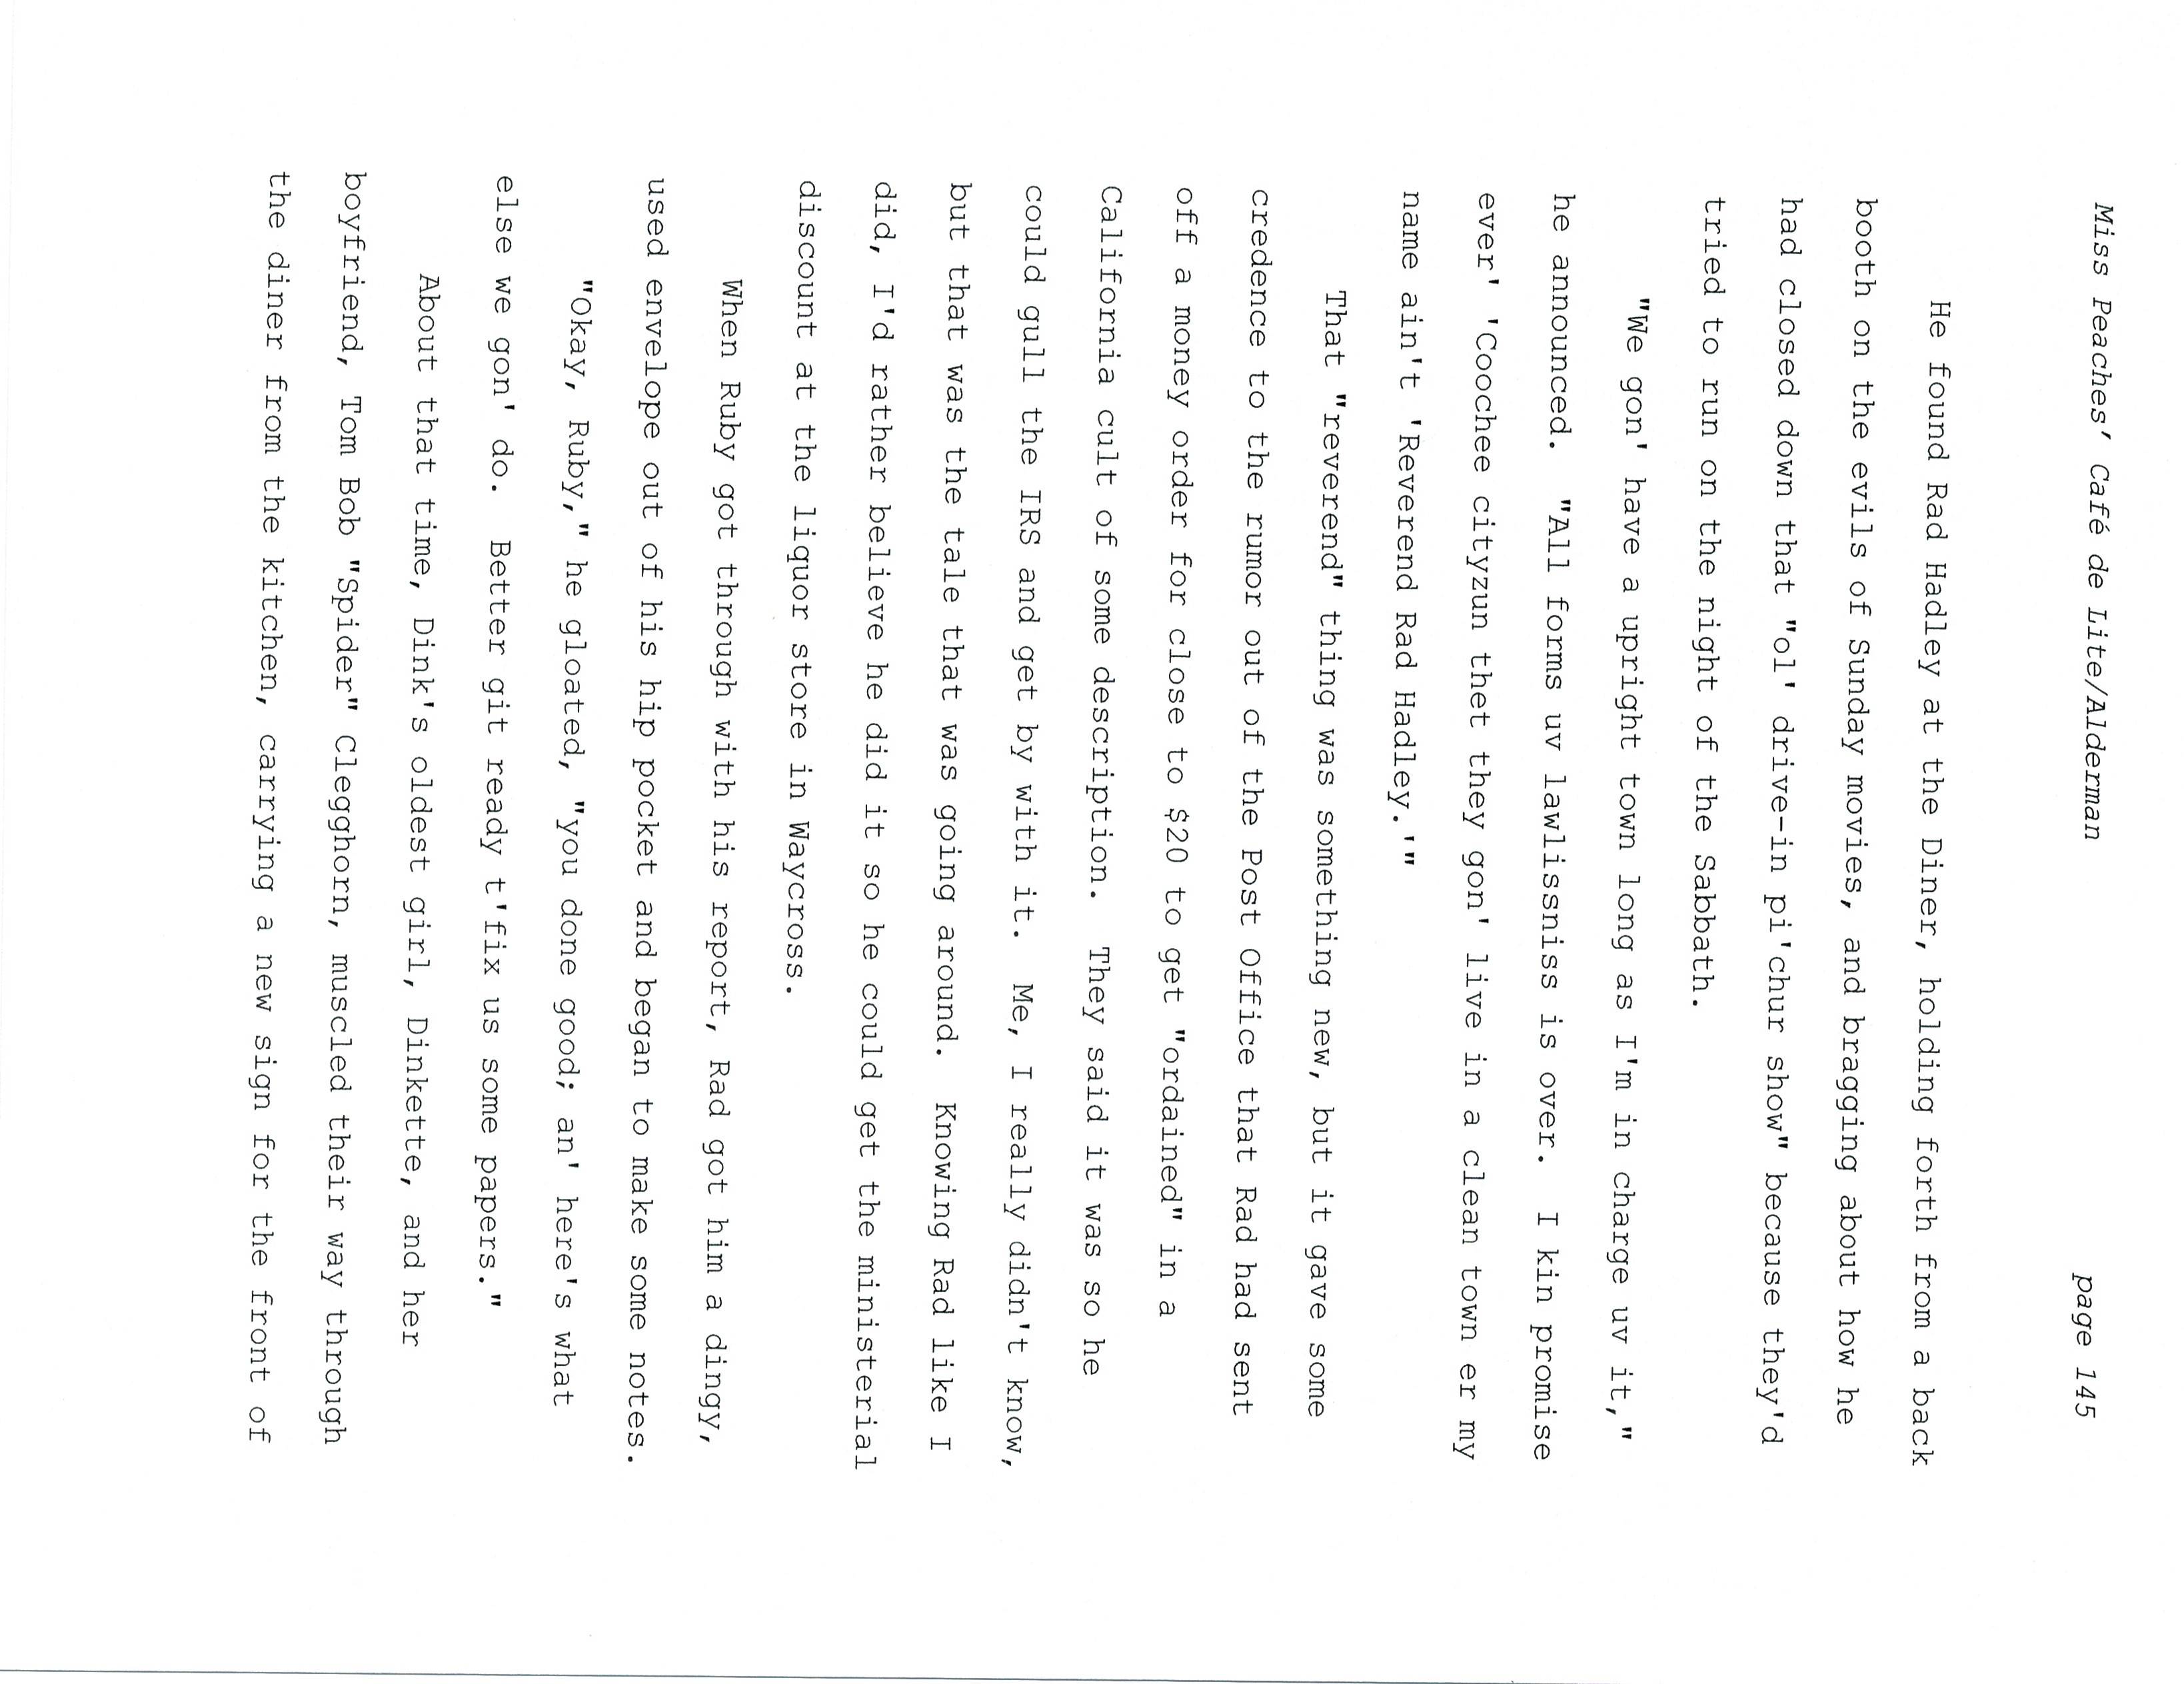 Miss Peaches’ Café de Lite/Alderman page 145
He found Rad Hadley at the Diner, holding forth from a back
booth on the evils of Sunday movies, and bragging about how he
had closed down that "ol' drive-in pi'chur show" because they'd
tried to run on the night of the Sabbath.
"We gon' have a upright town long as I'm in charge uv it,"
he announced. "All forms uv lawlissniss is over. I kin promise
ever' 'Coochee cityzun thet they gon' live in a clean town er my
name ain't 'Reverend Rad Hadley.'"
That "reverend" thing was something new, but it gave some
credence to the rumor out of the Post Office that Rad had sent
off a money order for close to $20 to get "ordained" in a
California cult of some description. They said it was so he
could gull the IRS and get by with it. Me, I really didn't know,
but that was the tale that was going around. Knowing Rad like I
did, I'd rather believe he did it so he could get the ministerial
discount at the liquor store in Waycross.
When Ruby got through with his report, Rad got him a dingy,
used envelope out of his hip pocket and began to make some notes.
"Okay, Ruby," he gloated, "you done good; an' here's what
else we gon' do. Better git ready t'fix us some papers."
About that time, Dink's oldest girl, Dinkette, and her
boyfriend, Tom Bob "Spider" Clegghorn, muscled their way through
the diner from the kitchen, carrying a new sign for the front of